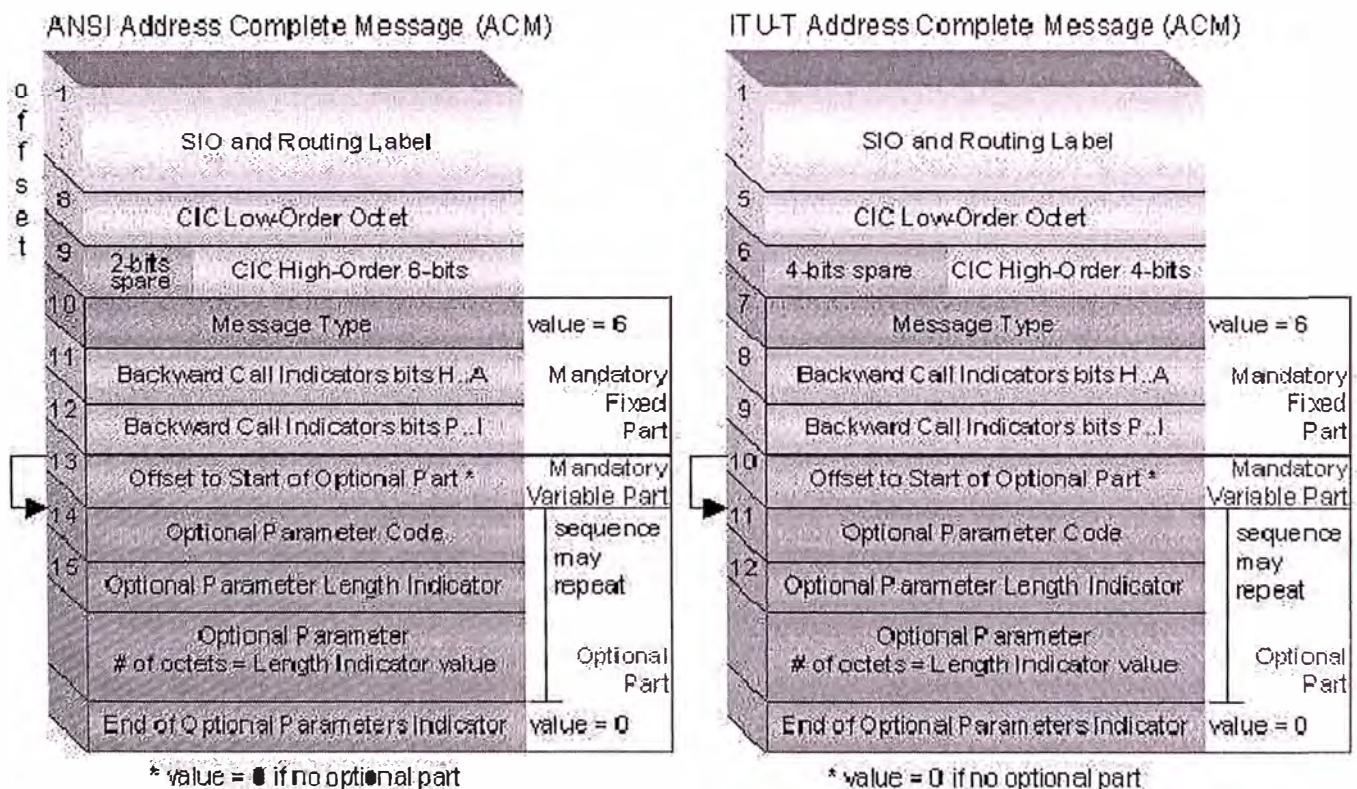 ANSI Address Complete Message (ACM)
offset
1
SIO and Routing Label
8
CIC Low-Order Octet
9
2-bits spare
CIC High-Order 6-bits
10
Message Type
value = 6
11
Backward Call Indicators bits H..A
Mandatory Fixed Part
12
Backward Call Indicators bits P..I
13
Offset to Start of Optional Part *
Mandatory Variable Part
14
Optional Parameter Code
sequence may repeat
15
Optional Parameter Length Indicator
Optional Parameter
# of octets = Length Indicator value
Optional Part
End of Optional Parameters Indicator
value = 0
* value = 0 if no optional part
ITU-T Address Complete Message (ACM)
1
SIO and Routing Label
5
CIC Low-Order Octet
6
4-bits spare
CIC High-Order 4-bits
7
Message Type
value = 6
8
Backward Call Indicators bits H..A
Mandatory Fixed Part
9
Backward Call Indicators bits P..I
10
Offset to Start of Optional Part *
Mandatory Variable Part
11
Optional Parameter Code
sequence may repeat
12
Optional Parameter Length Indicator
Optional Parameter
# of octets = Length Indicator value
Optional Part
End of Optional Parameters Indicator
value = 0
* value = 0 if no optional part